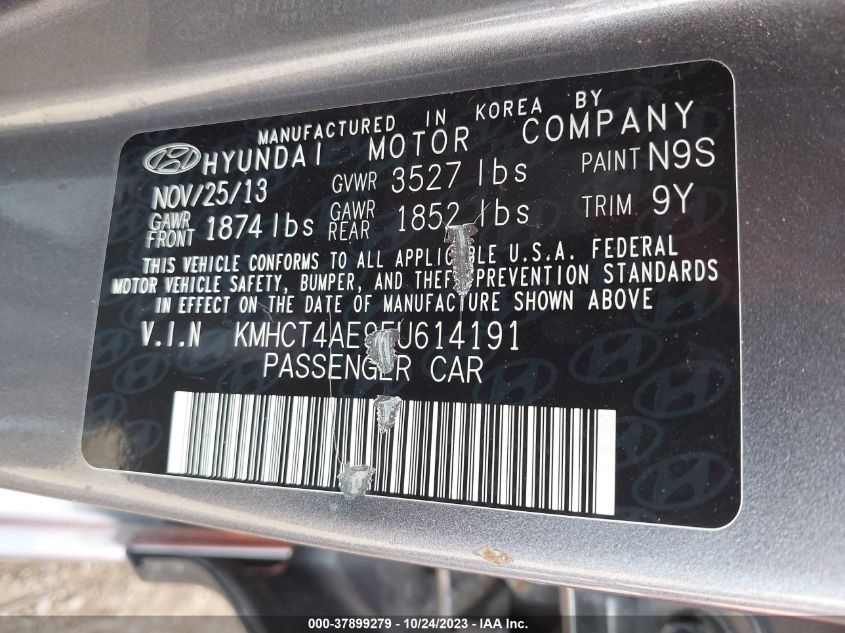 MANUFACTURED IN KOREA BY
HYUNDAI MOTOR COMPANY
NOV/25/13 GVWR 3527 lbs PAINT N9S
GAWR FRONT 1874 lbs GAWR REAR 1852 lbs TRIM 9Y
THIS VEHICLE CONFORMS TO ALL APPLICABLE U.S.A. FEDERAL
MOTOR VEHICLE SAFETY, BUMPER, AND THEFT PREVENTION STANDARDS
IN EFFECT ON THE DATE OF MANUFACTURE SHOWN ABOVE
V.I.N KMHCT4AE9EU614191
PASSENGER CAR
000-37899279 | 10/24/2023 | IAA Inc.